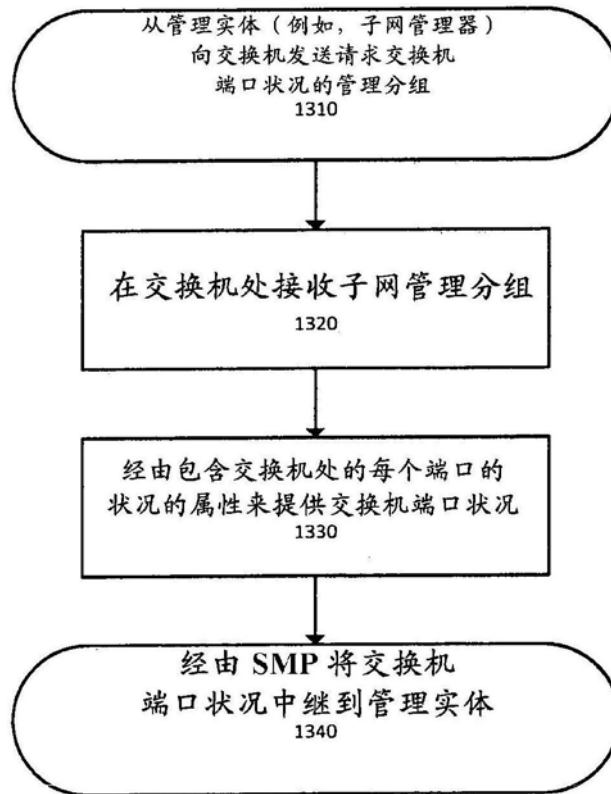 从管理实体（例如，子网管理器）
向交换机发送请求交换机
端口状况的管理分组
1310
在交换机处接收子网管理分组
1320
经由包含交换机处的每个端口的
状况的属性来提供交换机端口状况
1330
经由 SMP 将交换机
端口状况中继到管理实体
1340